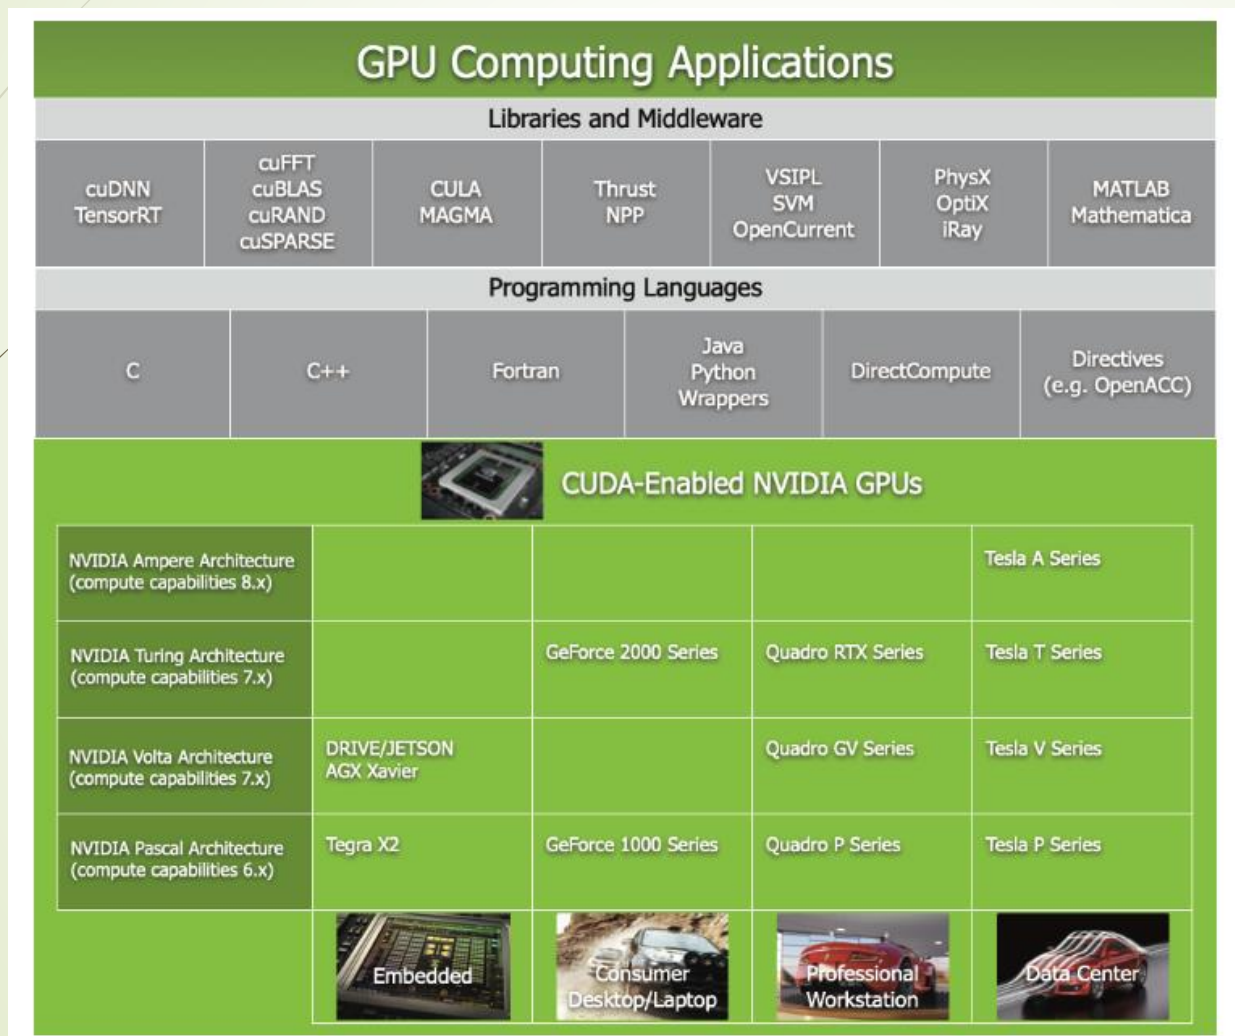 GPU Computing Applications
Libraries and Middleware
cuDNN
TensorRT
cuFFT
cuBLAS
cuRAND
cuSPARSE
CULA
MAGMA
Thrust
NPP
VSIPL
SVM
OpenCurrent
PhysX
OptiX
iRay
MATLAB
Mathematica
Programming Languages
C
C++
Fortran
Java
Python
Wrappers
DirectCompute
Directives
(e.g. OpenACC)
CUDA-Enabled NVIDIA GPUs
NVIDIA Ampere Architecture
(compute capabilities 8.x)
Tesla A Series
NVIDIA Turing Architecture
(compute capabilities 7.x)
GeForce 2000 Series
Quadro RTX Series
Tesla T Series
NVIDIA Volta Architecture
(compute capabilities 7.x)
DRIVE/JETSON
AGX Xavier
Quadro GV Series
Tesla V Series
NVIDIA Pascal Architecture
(compute capabilities 6.x)
Tegra X2
GeForce 1000 Series
Quadro P Series
Tesla P Series
Embedded
Consumer
Desktop/Laptop
Professional
Workstation
Data Center